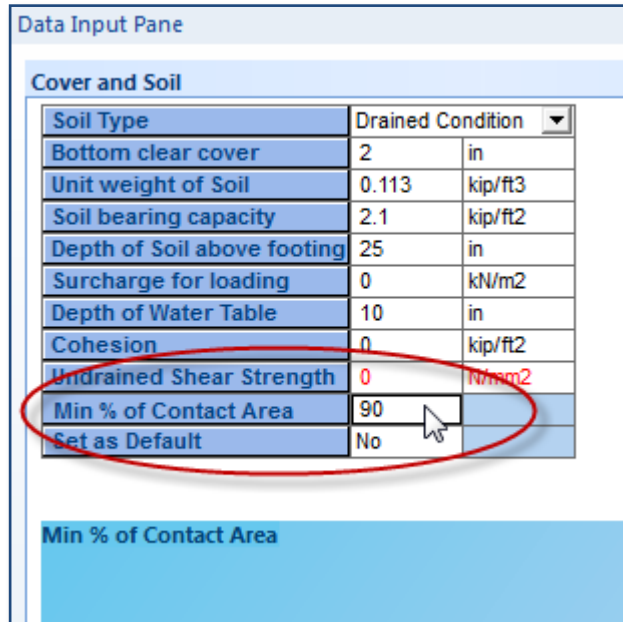 Data Input Pane
Cover and Soil
Soil Type Drained Condition
Bottom clear cover 2 in
Unit weight of Soil 0.113 kip/ft3
Soil bearing capacity 2.1 kip/ft2
Depth of Soil above footing 25 in
Surcharge for loading 0 kN/m2
Depth of Water Table 10 in
Cohesion 0 kip/ft2
Undrained Shear Strength 0 N/mm2
Min % of Contact Area 90
Set as Default No
Min % of Contact Area